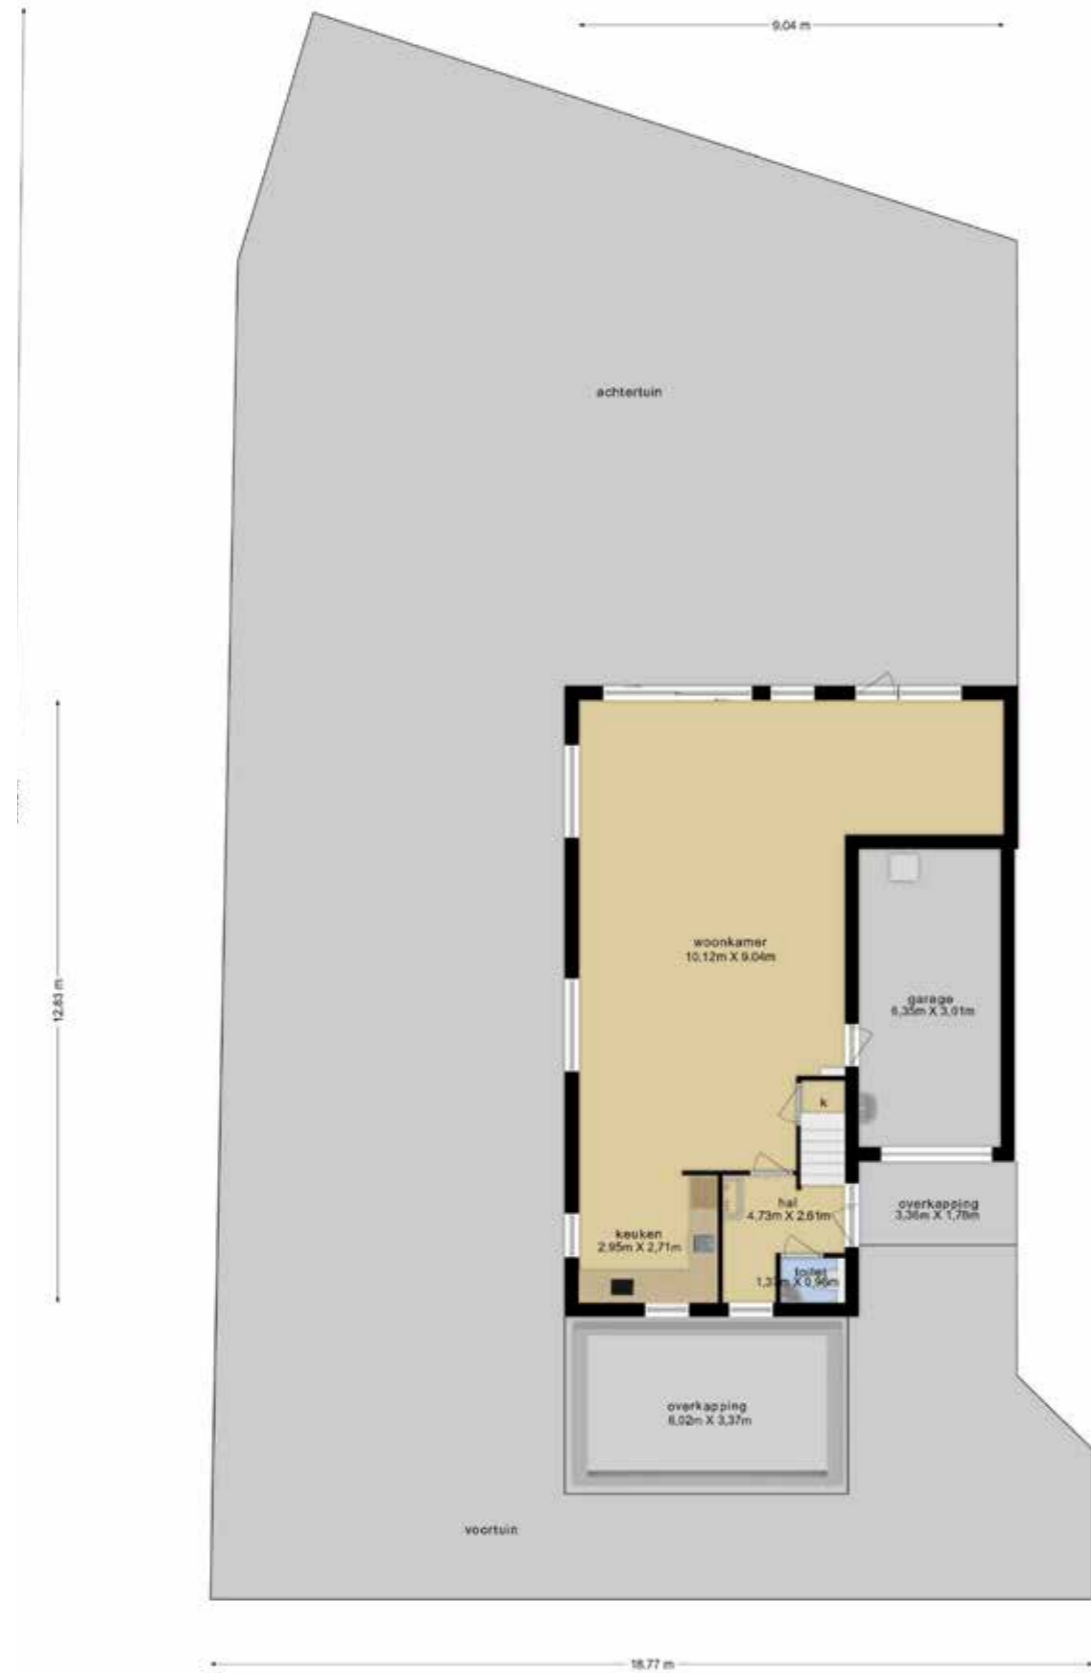 9.04 m
achtertuin
12.83 m
woonkamer
10,12m X 9,04m
garage
6,35m X 3,01m
k
hal
4,73m X 2,61m
overkapping
3,36m X 1,78m
keuken
2,95m X 2,71m
toilet
X 0,96m
overkapping
6,02m X 3,37m
voortuin
18.77 m